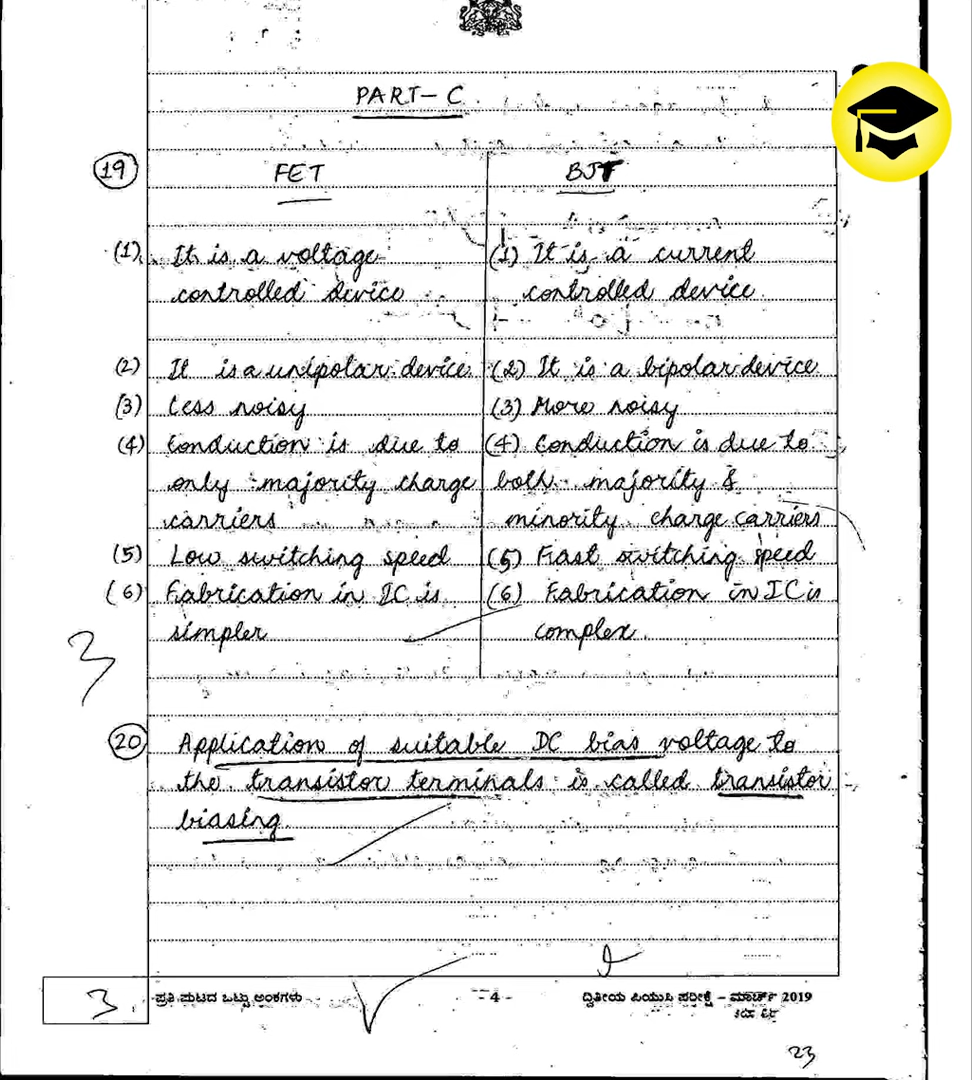 PART-C
19 FET BJT
(1) It is a voltage (1) It is a current
controlled device controlled device.
(2) It is a unipolar device (2) It is a bipolar device
(3) Less noisy (3) More noisy
(4) Conduction is due to (4) Conduction is due to
only majority charge both majority &
carriers minority charge carriers
(5) Low switching speed (5) Fast switching speed
(6) Fabrication in IC is (6) Fabrication in IC is
simpler complex.
3
20 Application of suitable DC bias voltage to
the transistor terminals is called transistor
biasing.
3 ಪ್ರತಿ ಪುಟದ ಒಟ್ಟು ಅಂಕಗಳು - 4 - ದ್ವಿತೀಯ ಪಿಯುಸಿ ಪರೀಕ್ಷೆ – ಮಾರ್ಚ್ 2019
23